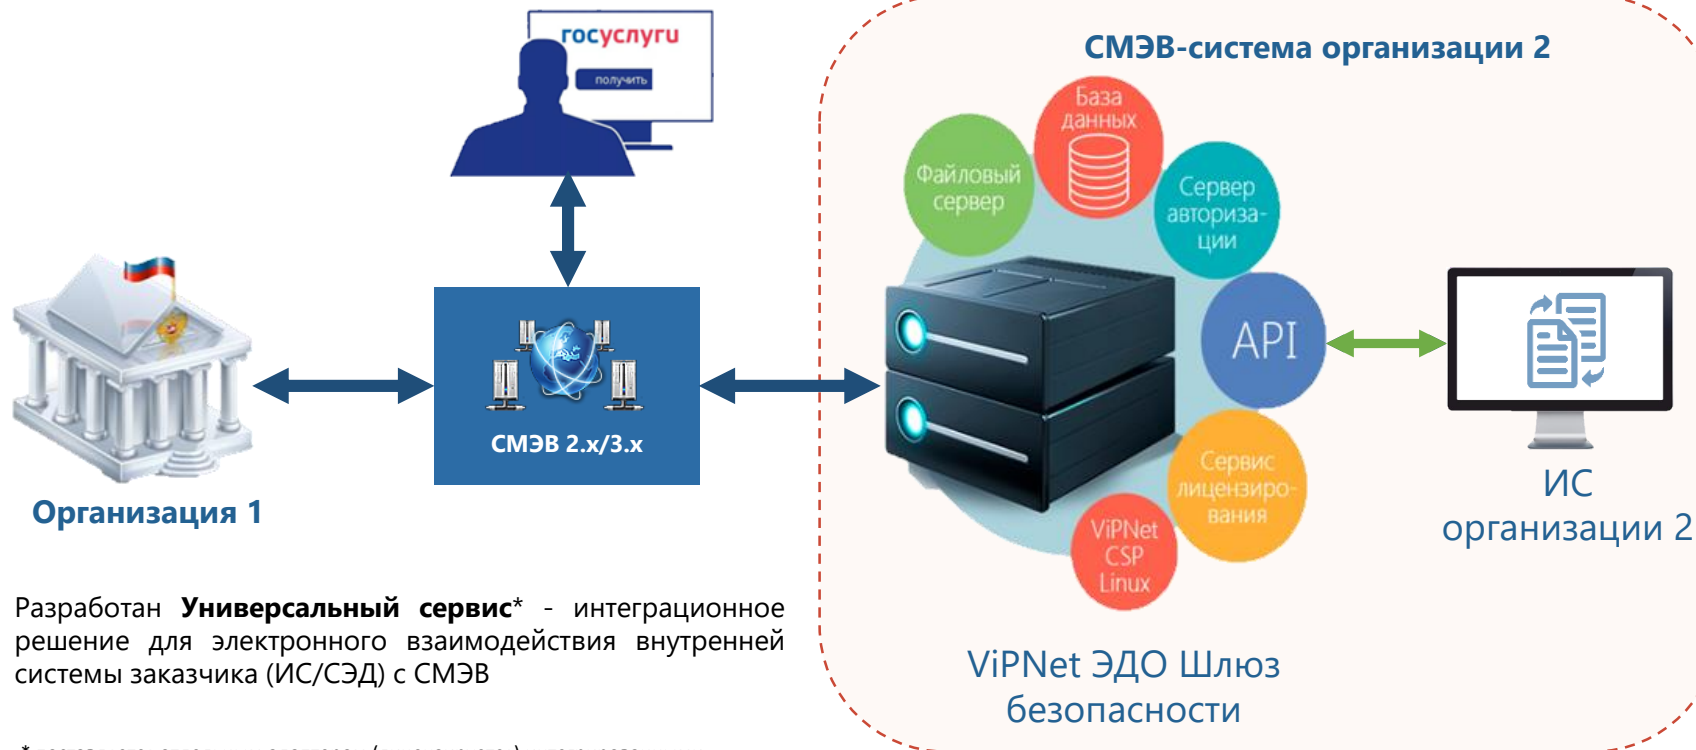 госуслуги
получить
СМЭВ-система организации 2
База
данных
Файловый
сервер
Сервер
авториза-
ции
API
СМЭВ 2.x/3.x
Сервис
лицензиро-
вания
ViPNet
CSP
Linux
Организация 1
ИС
организации 2
ViPNet ЭДО Шлюз
безопасности
Разработан Универсальный сервис* - интеграционное
решение для электронного взаимодействия внутренней
системы заказчика (ИС/СЭД) с СМЭВ